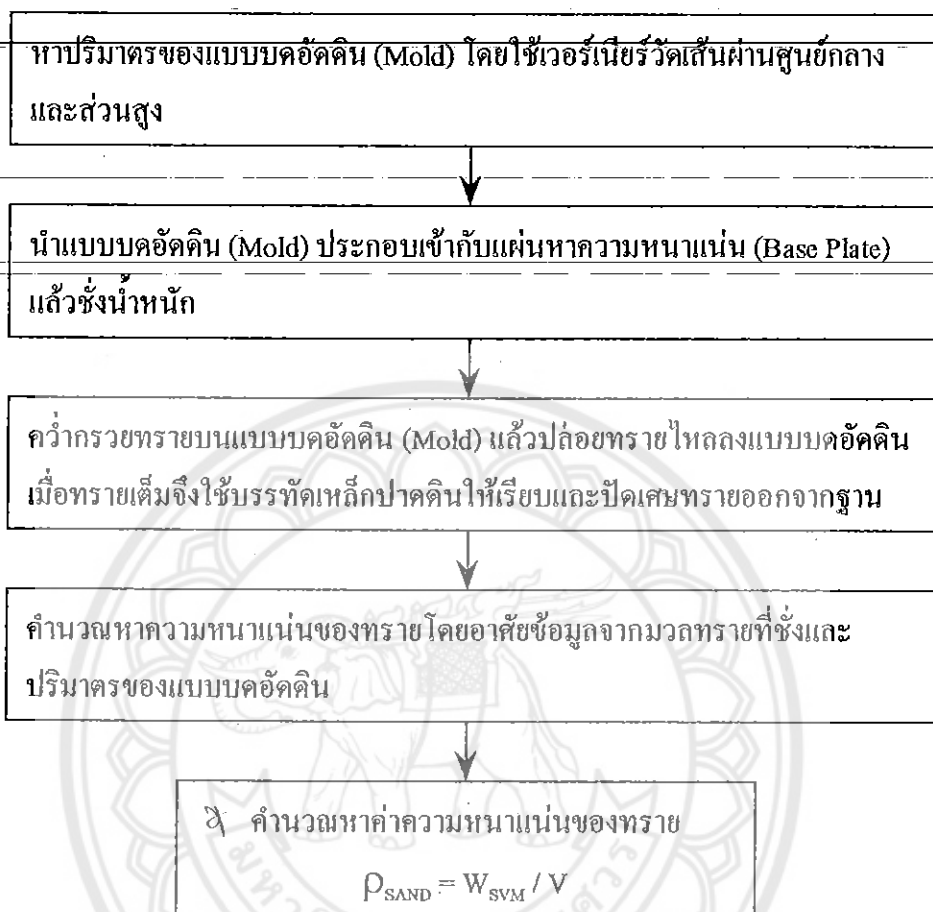 หาปริมาตรของแบบบดอัดดิน (Mold) โดยใช้เวอร์เนียร์วัดเส้นผ่านศูนย์กลาง
และส่วนสูง
นำแบบบดอัดดิน (Mold) ประกอบเข้ากับแผ่นหาความหนาแน่น (Base Plate)
แล้วชั่งน้ำหนัก
คว่ำกรวยทรายบนแบบบดอัดดิน (Mold) แล้วปล่อยทรายไหลลงแบบบดอัดดิน
เมื่อทรายเต็มจึงใช้บรรทัดเหล็กปาดดินให้เรียบและปัดเศษทรายออกจากฐาน
คำนวณหาความหนาแน่นของทรายโดยอาศัยข้อมูลจากมวลทรายที่ชั่งและ
ปริมาตรของแบบบดอัดดิน
คำนวณหาค่าความหนาแน่นของทราย
ρSAND = WSVM / V